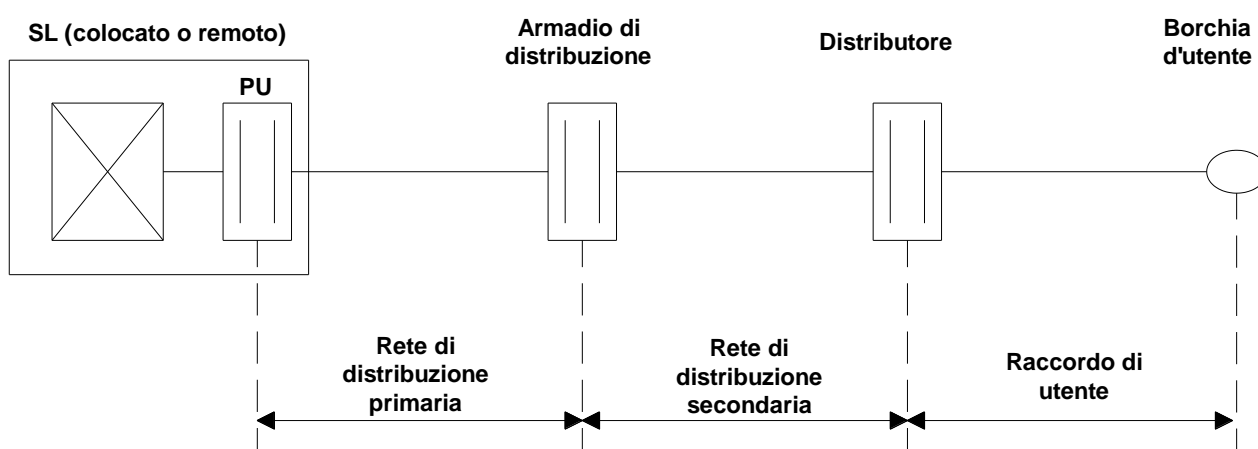 SL (colocato o remoto)
PU
Armadio di
distribuzione
Distributore
Borchia
d'utente
Rete di
distribuzione
primaria
Rete di
distribuzione
secondaria
Raccordo di
utente